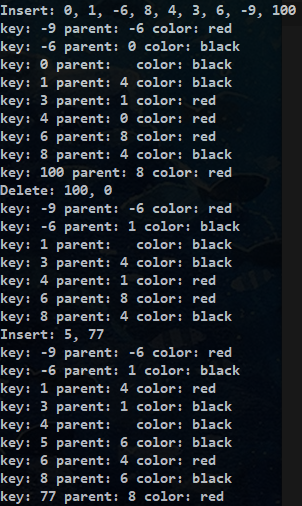 Insert: 0, 1, -6, 8, 4, 3, 6, -9, 100
key: -9 parent: -6 color: red
key: -6 parent: 0 color: black
key: 0 parent:   color: black
key: 1 parent: 4 color: black
key: 3 parent: 1 color: red
key: 4 parent: 0 color: red
key: 6 parent: 8 color: red
key: 8 parent: 4 color: black
key: 100 parent: 8 color: red
Delete: 100, 0
key: -9 parent: -6 color: red
key: -6 parent: 1 color: black
key: 1 parent:   color: black
key: 3 parent: 4 color: black
key: 4 parent: 1 color: red
key: 6 parent: 8 color: red
key: 8 parent: 4 color: black
Insert: 5, 77
key: -9 parent: -6 color: red
key: -6 parent: 1 color: black
key: 1 parent: 4 color: red
key: 3 parent: 1 color: black
key: 4 parent:   color: black
key: 5 parent: 6 color: black
key: 6 parent: 4 color: red
key: 8 parent: 6 color: black
key: 77 parent: 8 color: red